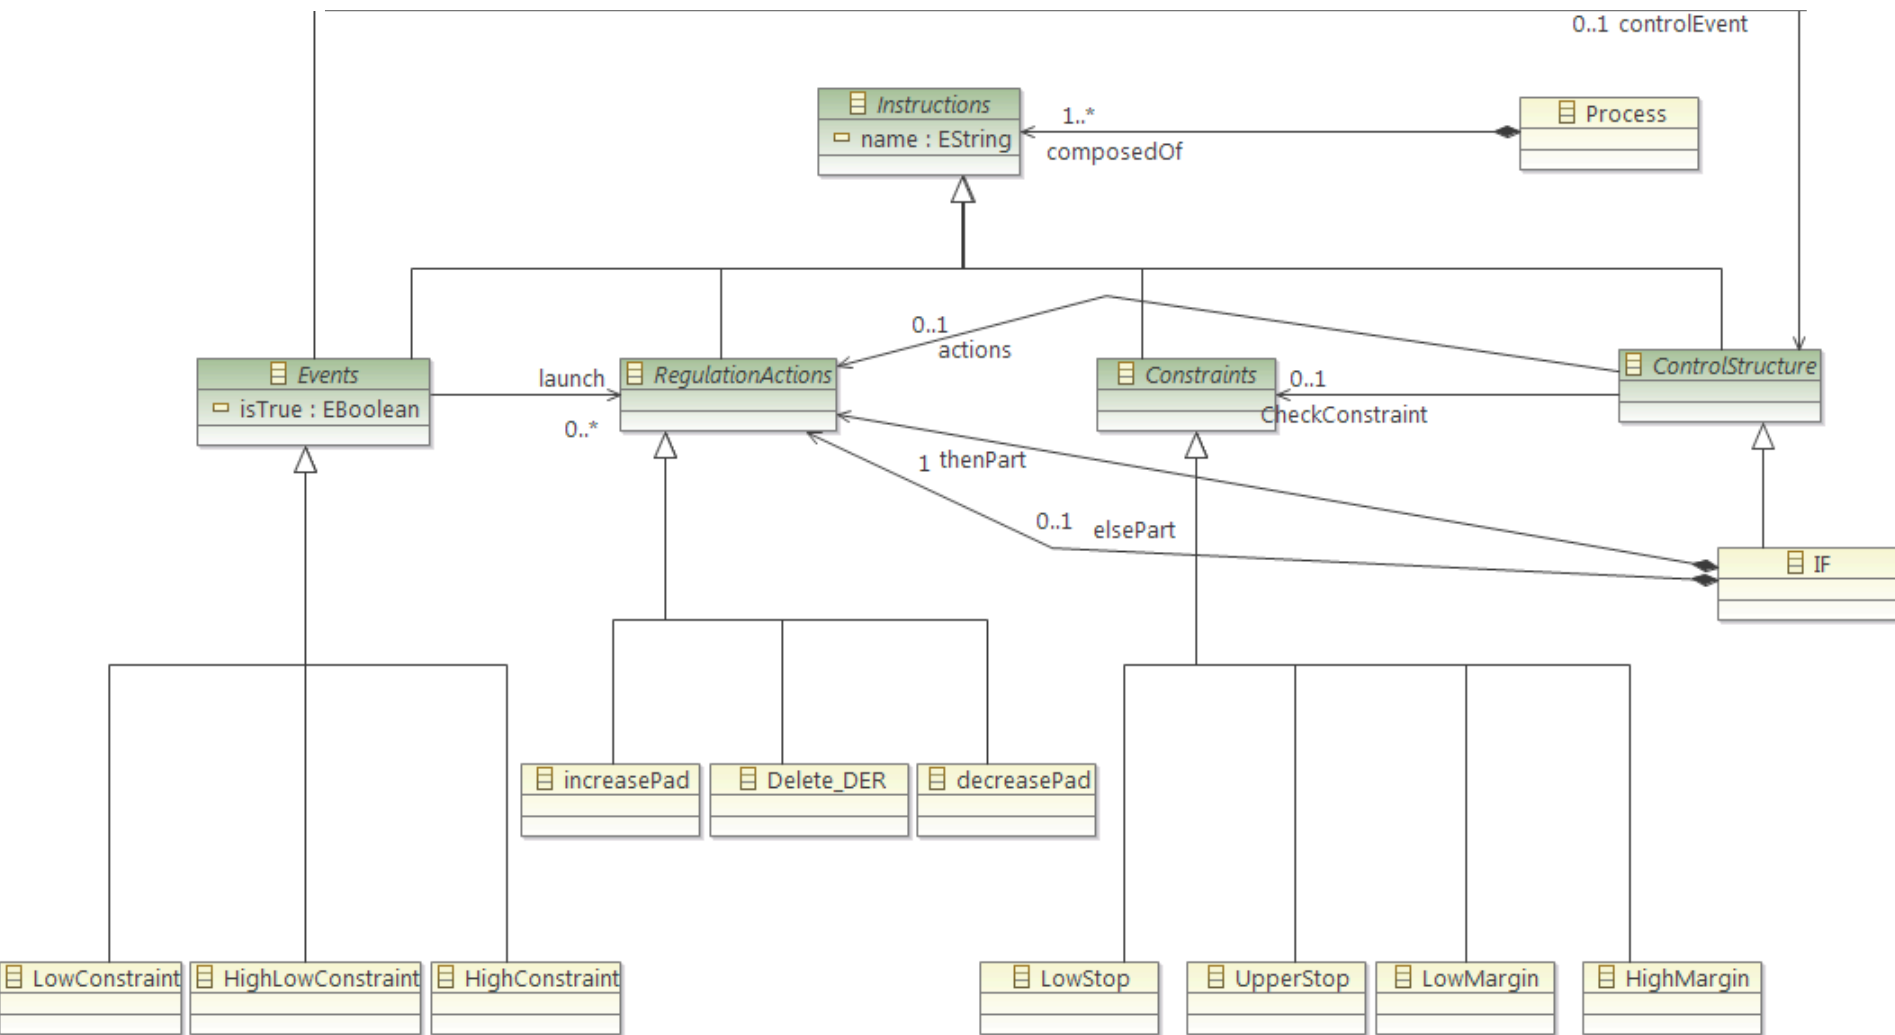 0..1 controlEvent
Instructions
name : EString
1..*
composedOf
Process
0..1
actions
Events
isTrue : EBoolean
launch
0..*
RegulationActions
Constraints
0..1
CheckConstraint
ControlStructure
1 thenPart
0..1 elsePart
IF
increasePad
Delete_DER
decreasePad
LowConstraint
HighLowConstraint
HighConstraint
LowStop
UpperStop
LowMargin
HighMargin